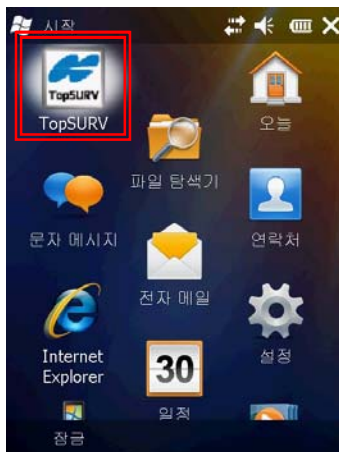 시작
TopSURV
TopSURV
오늘
파일 탐색기
문자 메시지
연락처
전자 메일
Internet
Explorer
설정
30
일정
잠금